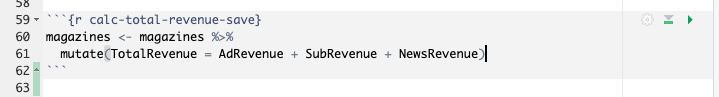 58
59 ```{r calc-total-revenue-save}
60 magazines <- magazines %>%
61   mutate(TotalRevenue = AdRevenue + SubRevenue + NewsRevenue)
62 ```
63